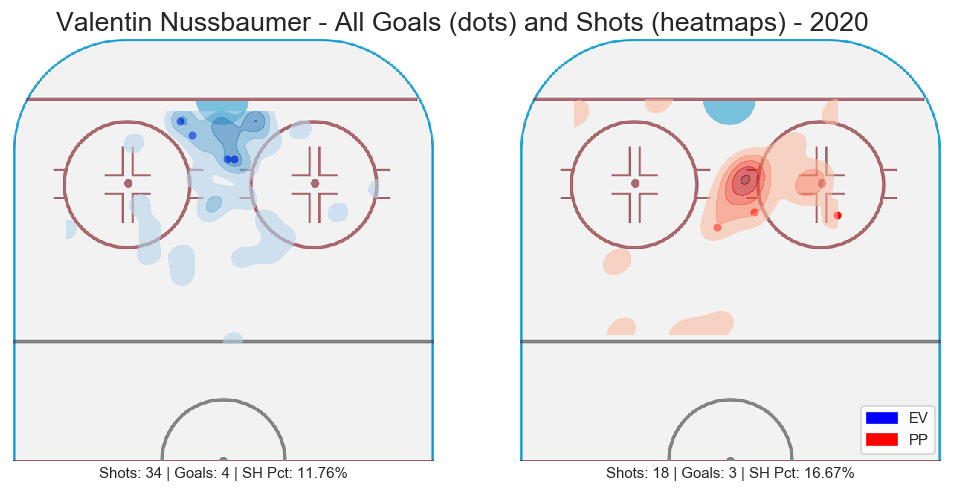 Valentin Nussbaumer - All Goals (dots) and Shots (heatmaps) - 2020
EV
PP
Shots: 34 | Goals: 4 | SH Pct: 11.76%
Shots: 18 | Goals: 3 | SH Pct: 16.67%